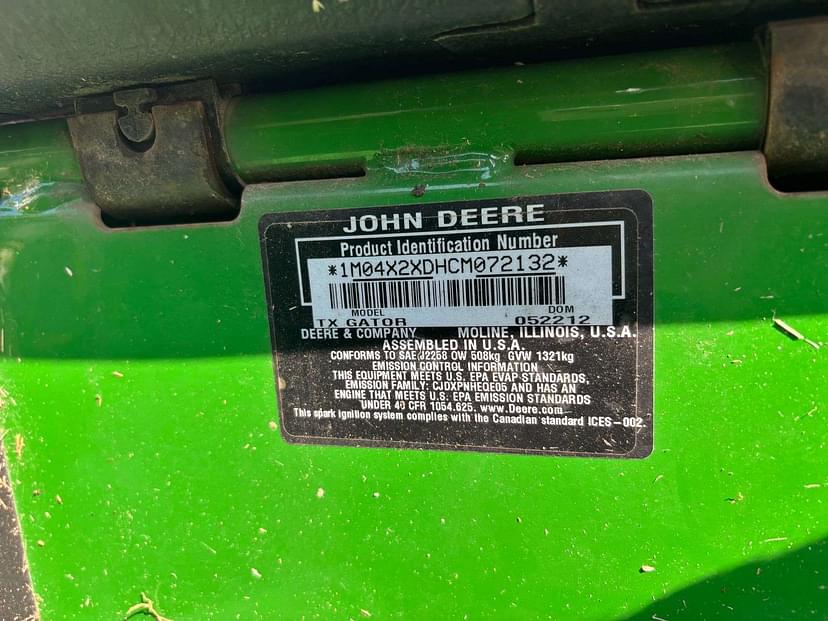 JOHN DEERE
Product Identification Number
*1M04X2XDHCM072132*
MODEL DOM
TX GATOR 052212
DEERE & COMPANY MOLINE, ILLINOIS, U.S.A.
ASSEMBLED IN U.S.A.
CONFORMS TO SAE J2258 OW 508kg GVW 1321kg
EMISSION CONTROL INFORMATION
THIS EQUIPMENT MEETS U.S. EPA EVAP STANDARDS,
EMISSION FAMILY: CJDXPNHEQE05 AND HAS AN
ENGINE THAT MEETS U.S. EPA EMISSION STANDARDS
UNDER 40 CFR 1054.625. www.Deere.com
This spark ignition system complies with the Canadian standard ICES-002.